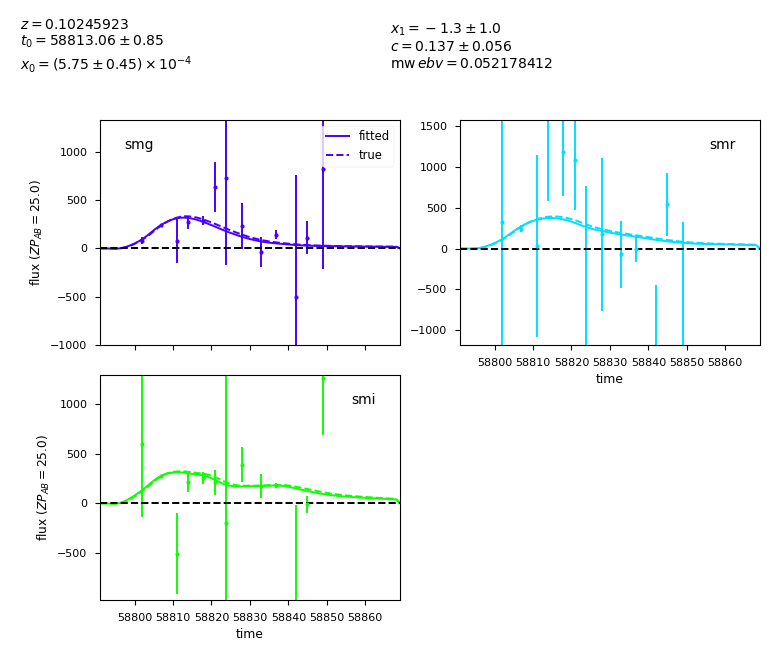 z = 0.10245923
t₀ = 58813.06 ± 0.85
x₀ = (5.75 ± 0.45) × 10⁻⁴
x₁ = −1.3 ± 1.0
c = 0.137 ± 0.056
mw ebv = 0.052178412
smg
fitted
true
1000
500
0
−500
−1000
flux (ZP_AB = 25.0)
smr
1500
1000
500
0
−500
−1000
58800 58810 58820 58830 58840 58850 58860
time
smi
1000
500
0
−500
flux (ZP_AB = 25.0)
58800 58810 58820 58830 58840 58850 58860
time